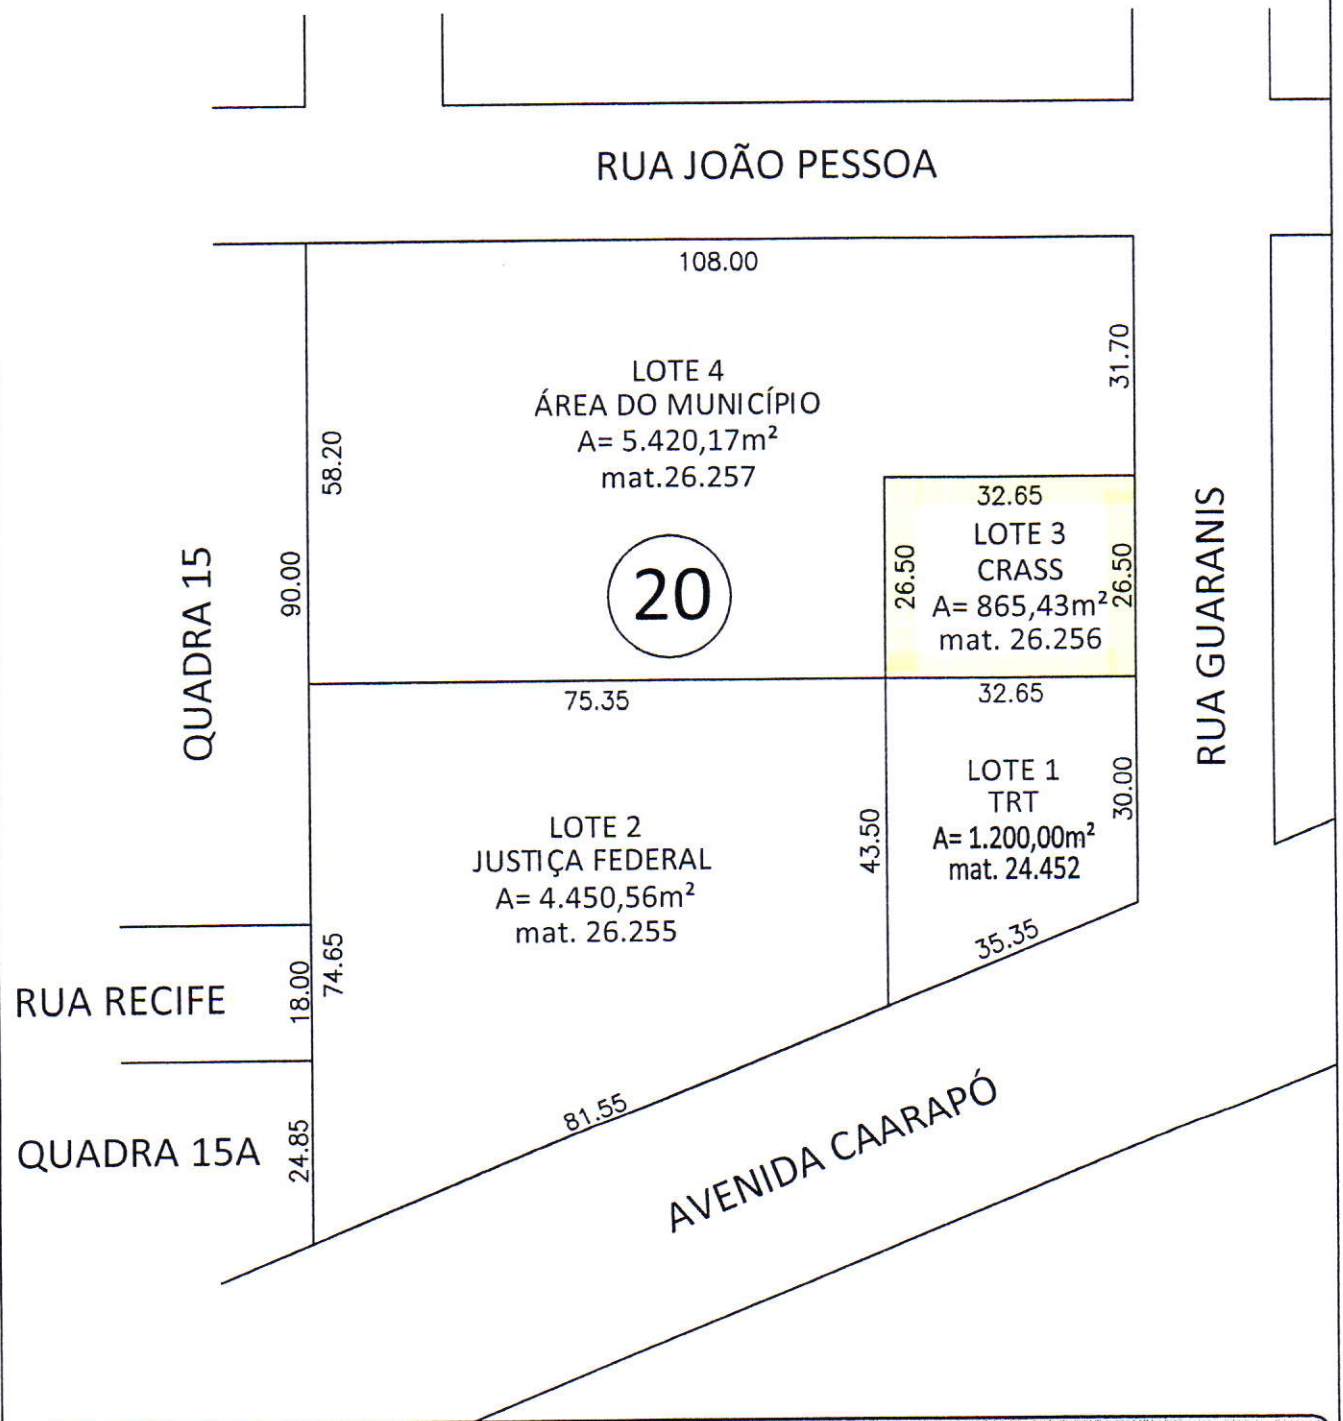 RUA JOÃO PESSOA
108.00
31.70
LOTE 4
ÁREA DO MUNICÍPIO
A= 5.420,17m²
mat.26.257
58.20
32.65
LOTE 3
CRASS
A= 865,43m²
mat. 26.256
26.50
26.50
RUA GUARANIS
QUADRA 15
90.00
20
75.35
32.65
LOTE 1
TRT
A= 1.200,00m²
mat. 24.452
30.00
43.50
LOTE 2
JUSTIÇA FEDERAL
A= 4.450,56m²
mat. 26.255
35.35
74.65
18.00
RUA RECIFE
81.55
AVENIDA CAARAPÓ
24.85
QUADRA 15A